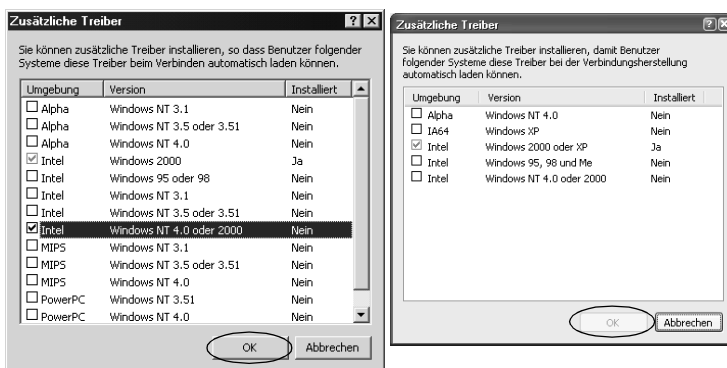 Zusätzliche Treiber
Sie können zusätzliche Treiber installieren, so dass Benutzer folgender
Systeme diese Treiber beim Verbinden automatisch laden können.
Umgebung Version Installiert
Alpha Windows NT 3.1 Nein
Alpha Windows NT 3.5 oder 3.51 Nein
Alpha Windows NT 4.0 Nein
Intel Windows 2000 Ja
Intel Windows 95 oder 98 Nein
Intel Windows NT 3.1 Nein
Intel Windows NT 3.5 oder 3.51 Nein
Intel Windows NT 4.0 oder 2000 Nein
MIPS Windows NT 3.1 Nein
MIPS Windows NT 3.5 oder 3.51 Nein
MIPS Windows NT 4.0 Nein
PowerPC Windows NT 3.51 Nein
PowerPC Windows NT 4.0 Nein
OK Abbrechen
Zusätzliche Treiber
Sie können zusätzliche Treiber installieren, damit Benutzer
folgender Systeme diese Treiber bei der Verbindungsherstellung
automatisch laden können.
Umgebung Version Installiert
Alpha Windows NT 4.0 Nein
IA64 Windows XP Nein
Intel Windows 2000 oder XP Ja
Intel Windows 95, 98 und Me Nein
Intel Windows NT 4.0 oder 2000 Nein
OK Abbrechen